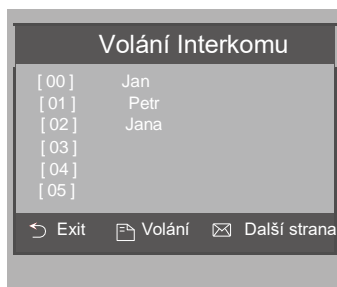 Volání Interkomu
[ 00 ] Jan
[ 01 ] Petr
[ 02 ] Jana
[ 03 ]
[ 04 ]
[ 05 ]
Exit Volání Další strana